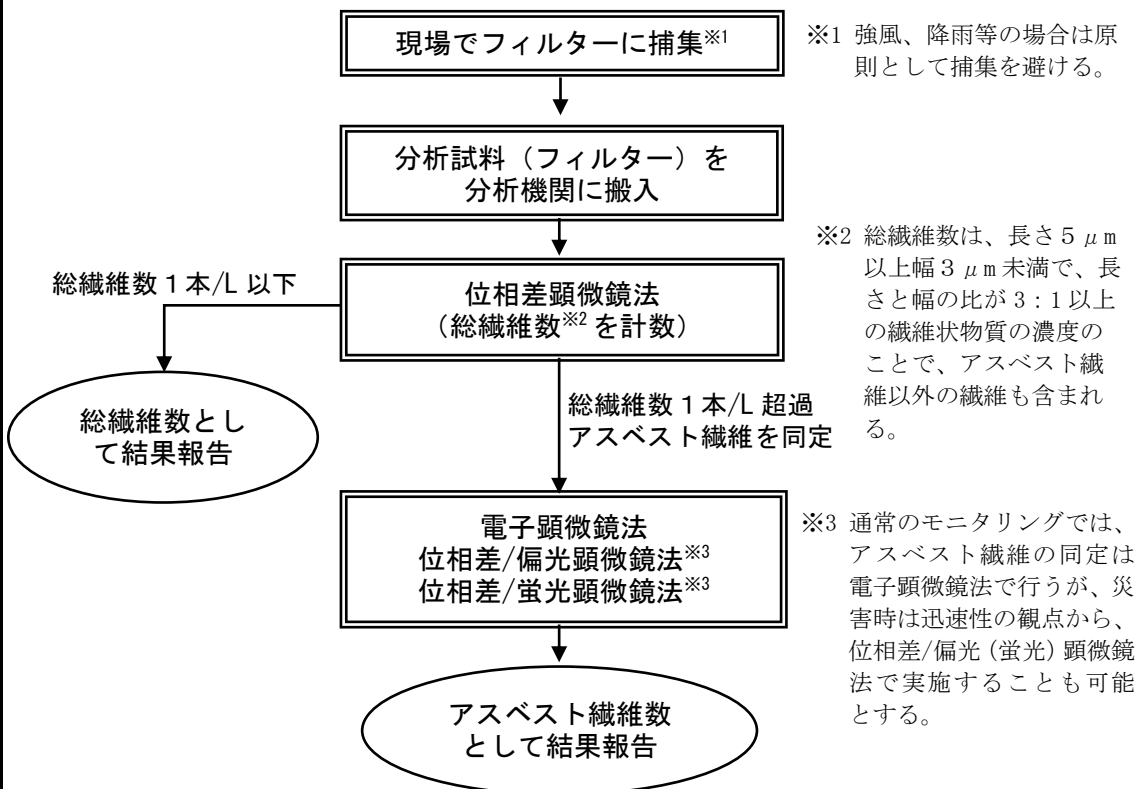 現場でフィルターに捕集※1
※1 強風、降雨等の場合は原
則として捕集を避ける。
分析試料（フィルター）を
分析機関に搬入
総繊維数１本/L 以下
位相差顕微鏡法
（総繊維数※2 を計数）
※2 総繊維数は、長さ５μm
以上幅３μm 未満で、長
さと幅の比が 3：1 以上
の繊維状物質の濃度の
ことで、アスベスト繊
維以外の繊維も含まれ
る。
総繊維数とし
て結果報告
総繊維数１本/L 超過
アスベスト繊維を同定
電子顕微鏡法
位相差/偏光顕微鏡法※3
位相差/蛍光顕微鏡法※3
※3 通常のモニタリングでは、
アスベスト繊維の同定は
電子顕微鏡法で行うが、災
害時は迅速性の観点から、
位相差/偏光（蛍光）顕微鏡
法で実施することも可能
とする。
アスベスト繊維数
として結果報告